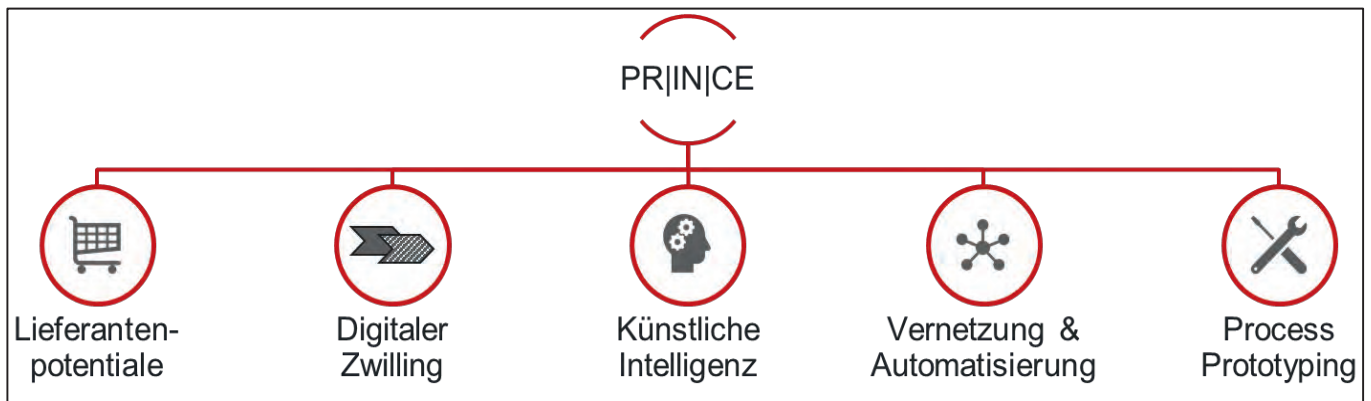 PR|IN|CE
Lieferanten-
potentiale
Digitaler
Zwilling
Künstliche
Intelligenz
Vernetzung &
Automatisierung
Process
Prototyping